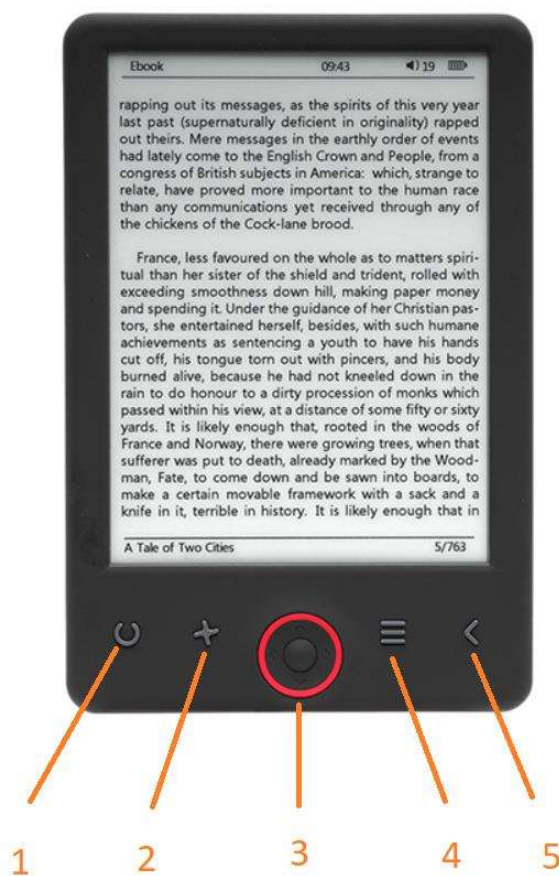 Ebook 09:43 19
rapping out its messages, as the spirits of this very year
last past (supernaturally deficient in originality) rapped
out theirs. Mere messages in the earthly order of events
had lately come to the English Crown and People, from a
congress of British subjects in America: which, strange to
relate, have proved more important to the human race
than any communications yet received through any of
the chickens of the Cock-lane brood.
France, less favoured on the whole as to matters spiri-
tual than her sister of the shield and trident, rolled with
exceeding smoothness down hill, making paper money
and spending it. Under the guidance of her Christian pas-
tors, she entertained herself, besides, with such humane
achievements as sentencing a youth to have his hands
cut off, his tongue torn out with pincers, and his body
burned alive, because he had not kneeled down in the
rain to do honour to a dirty procession of monks which
passed within his view, at a distance of some fifty or sixty
yards. It is likely enough that, rooted in the woods of
France and Norway, there were growing trees, when that
sufferer was put to death, already marked by the Wood-
man, Fate, to come down and be sawn into boards, to
make a certain movable framework with a sack and a
knife in it, terrible in history. It is likely enough that in
A Tale of Two Cities 5/763
1 2 3 4 5